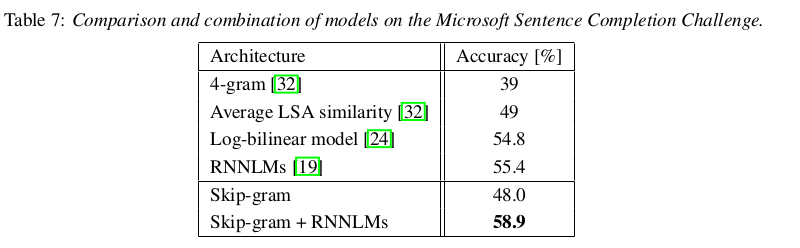 Table 7: Comparison and combination of models on the Microsoft Sentence Completion Challenge.
Architecture Accuracy [%]
4-gram [32] 39
Average LSA similarity [32] 49
Log-bilinear model [24] 54.8
RNNLMs [19] 55.4
Skip-gram 48.0
Skip-gram + RNNLMs 58.9